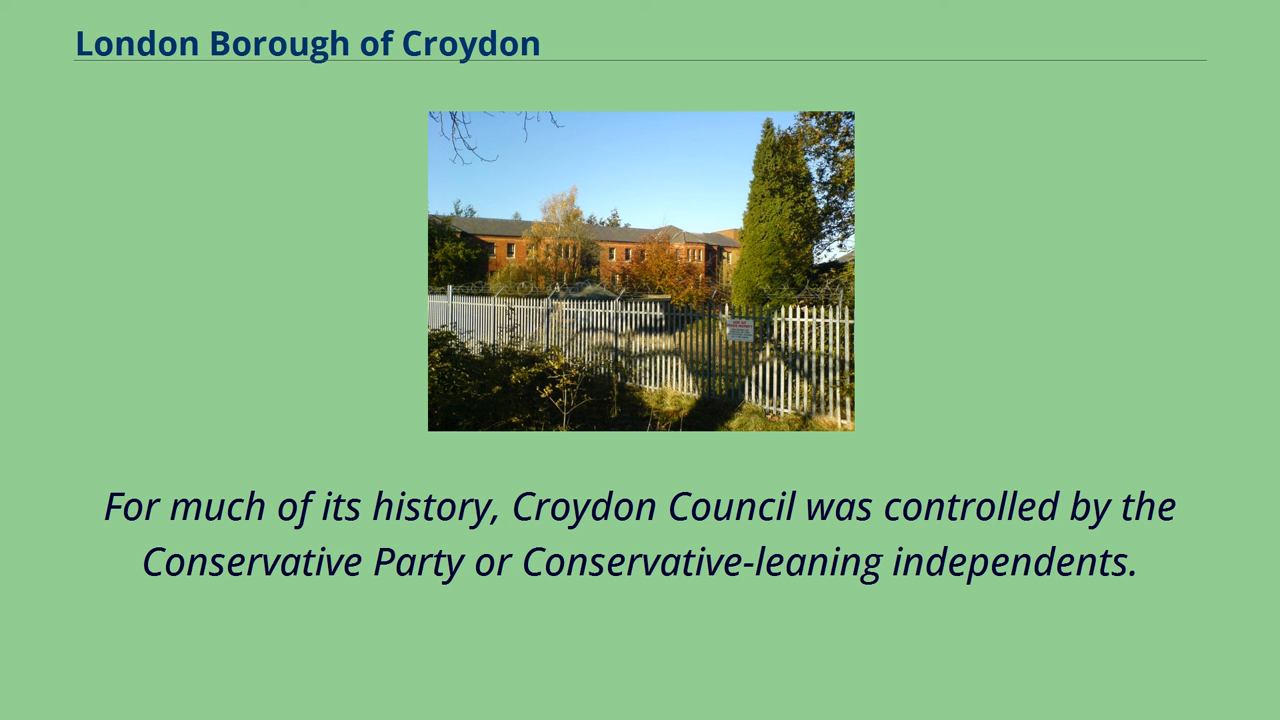 London Borough of Croydon
For much of its history, Croydon Council was controlled by the
Conservative Party or Conservative-leaning independents.